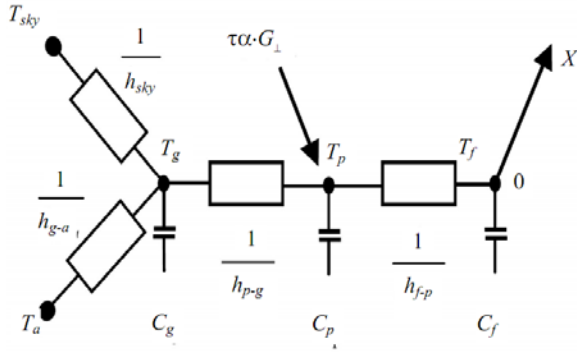 T_sky
1
h_sky
τα·G_⊥
X
T_g
T_p
T_f
0
1
h_g-a
1
h_p-g
1
h_f-p
T_a
C_g
C_p
C_f